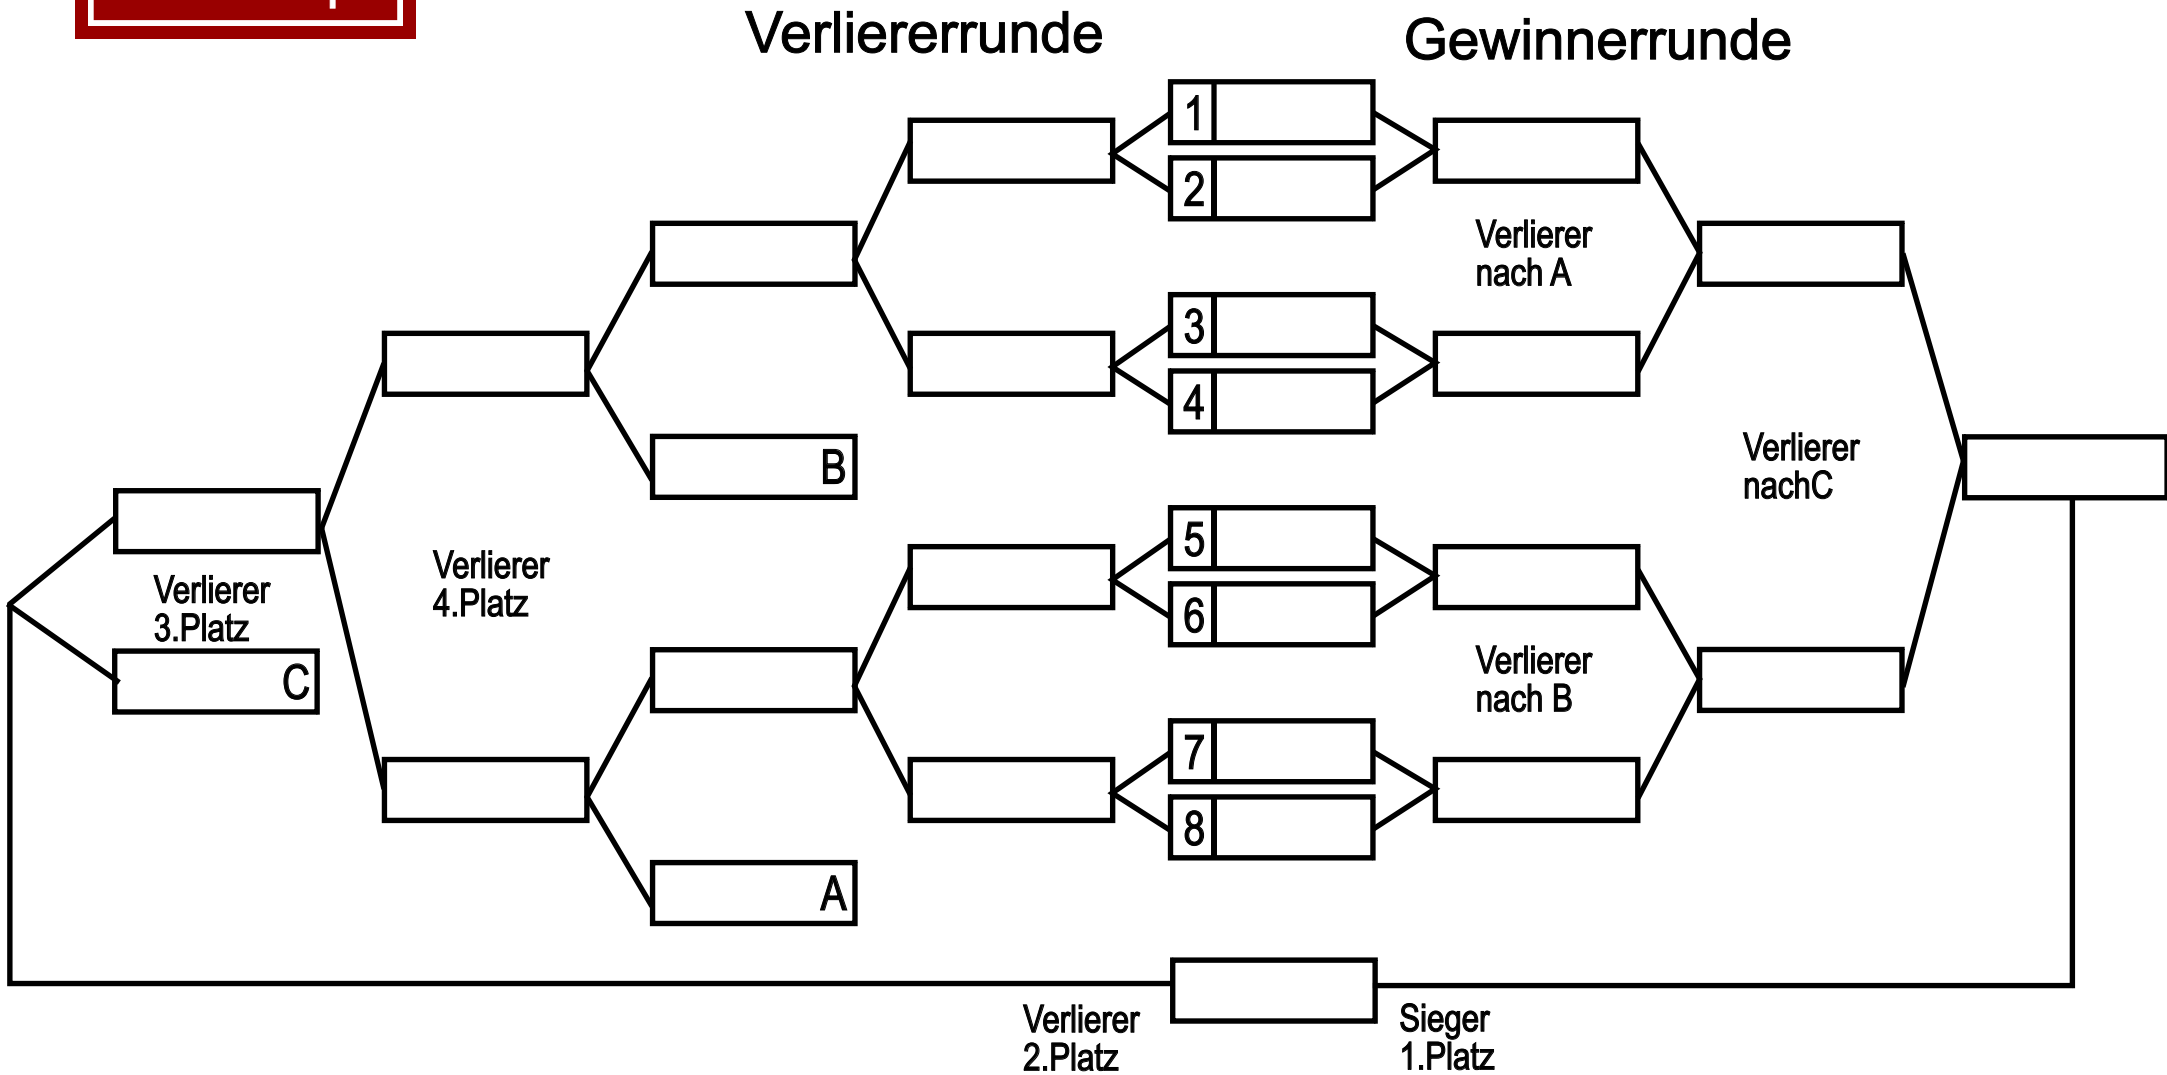 Verliererrunde
Gewinnerrunde
1
2
Verlierer
nach A
3
4
B
Verlierer
nachC
5
6
Verlierer
4.Platz
Verlierer
3.Platz
C
Verlierer
nach B
7
8
A
Verlierer
2.Platz
Sieger
1.Platz